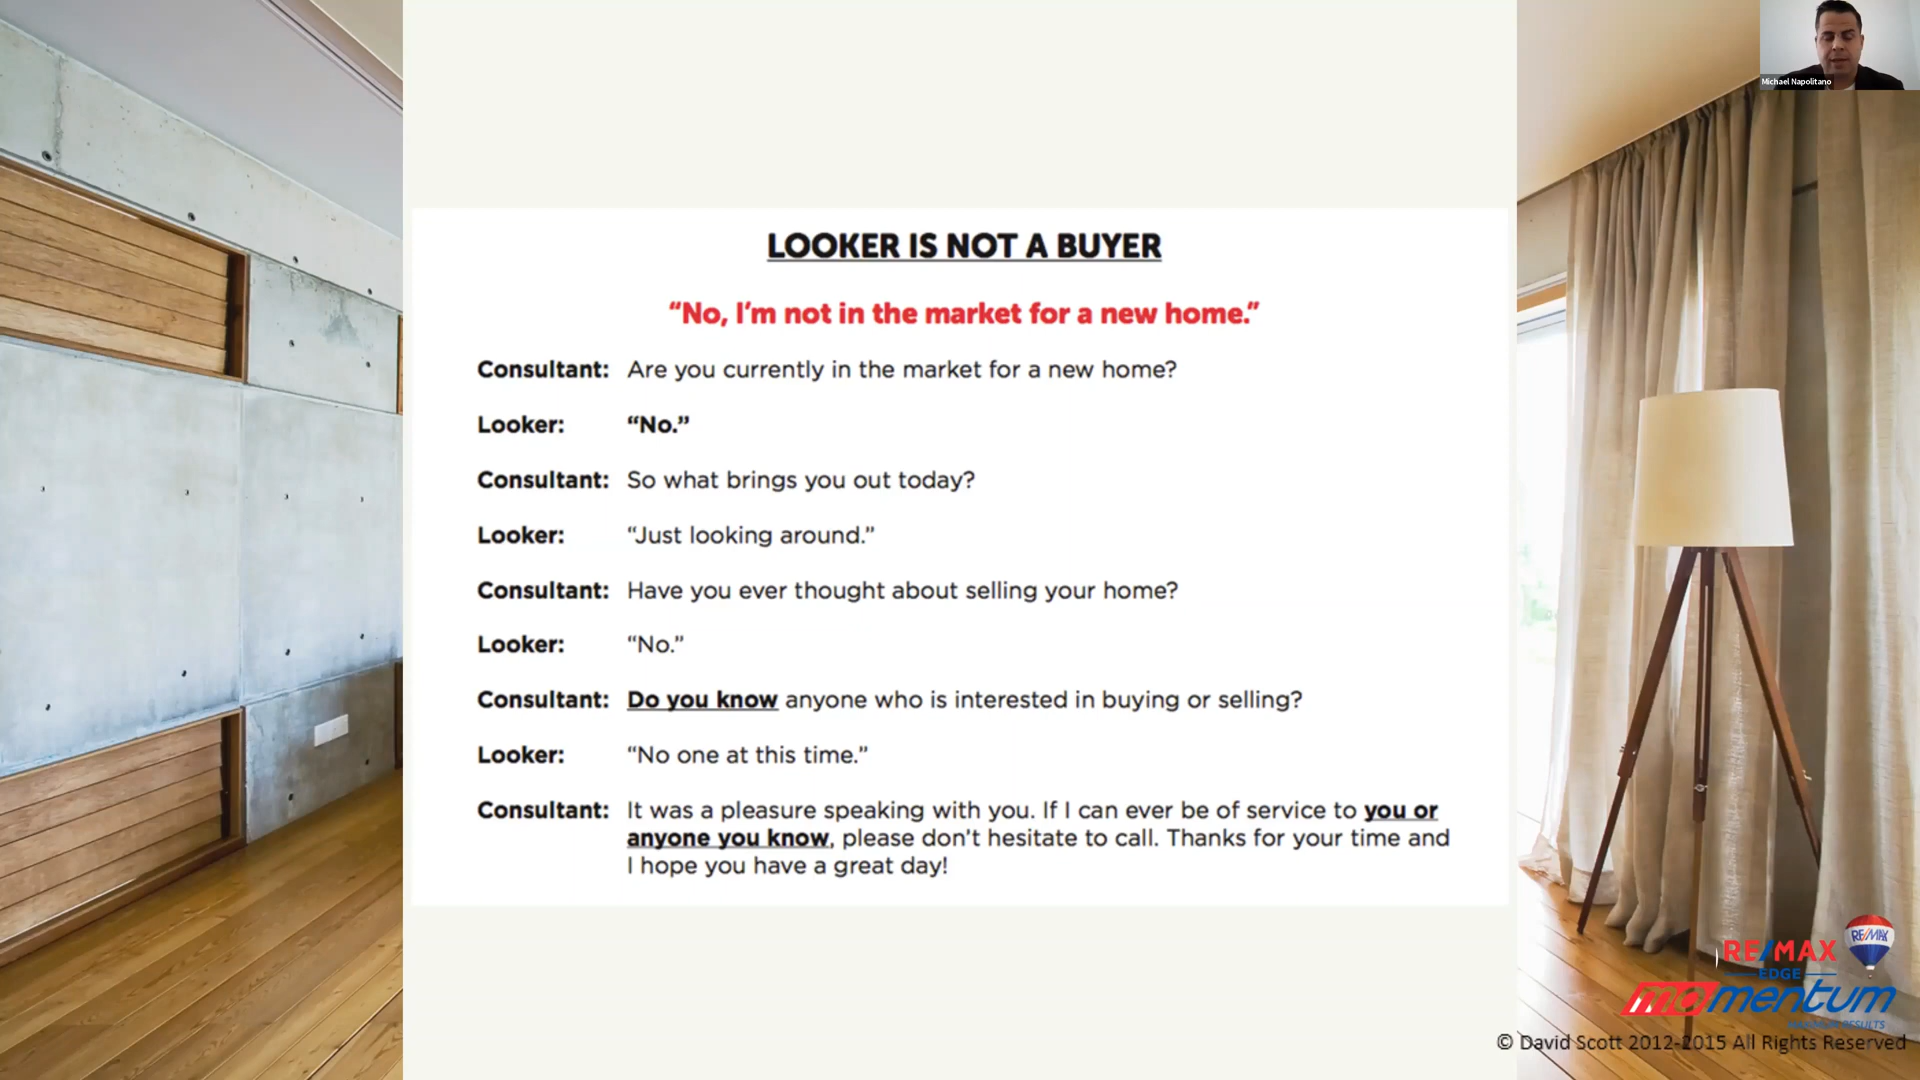 Michael Napolitano
LOOKER IS NOT A BUYER
“No, I’m not in the market for a new home.”
Consultant: Are you currently in the market for a new home?
Looker: “No.”
Consultant: So what brings you out today?
Looker: “Just looking around.”
Consultant: Have you ever thought about selling your home?
Looker: “No.”
Consultant: Do you know anyone who is interested in buying or selling?
Looker: “No one at this time.”
Consultant: It was a pleasure speaking with you. If I can ever be of service to you or
anyone you know, please don’t hesitate to call. Thanks for your time and
I hope you have a great day!
RE/MAX
RE/MAX
EDGE
momentum
RESULTS
© David Scott 2012-2015 All Rights Reserved